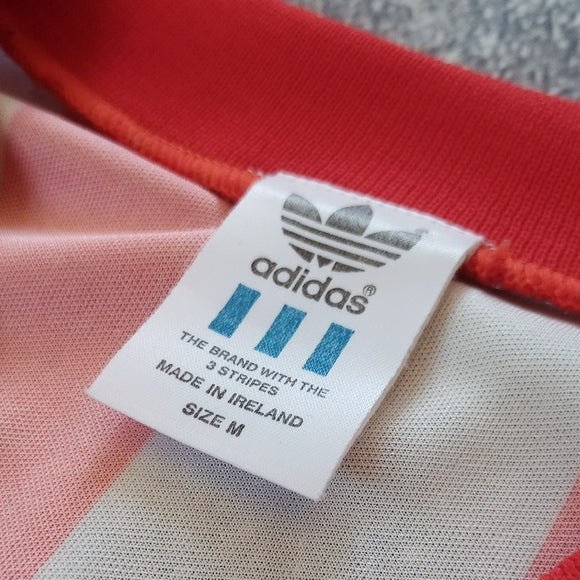 adidas®
THE BRAND WITH THE
3 STRIPES
MADE IN IRELAND
SIZE M